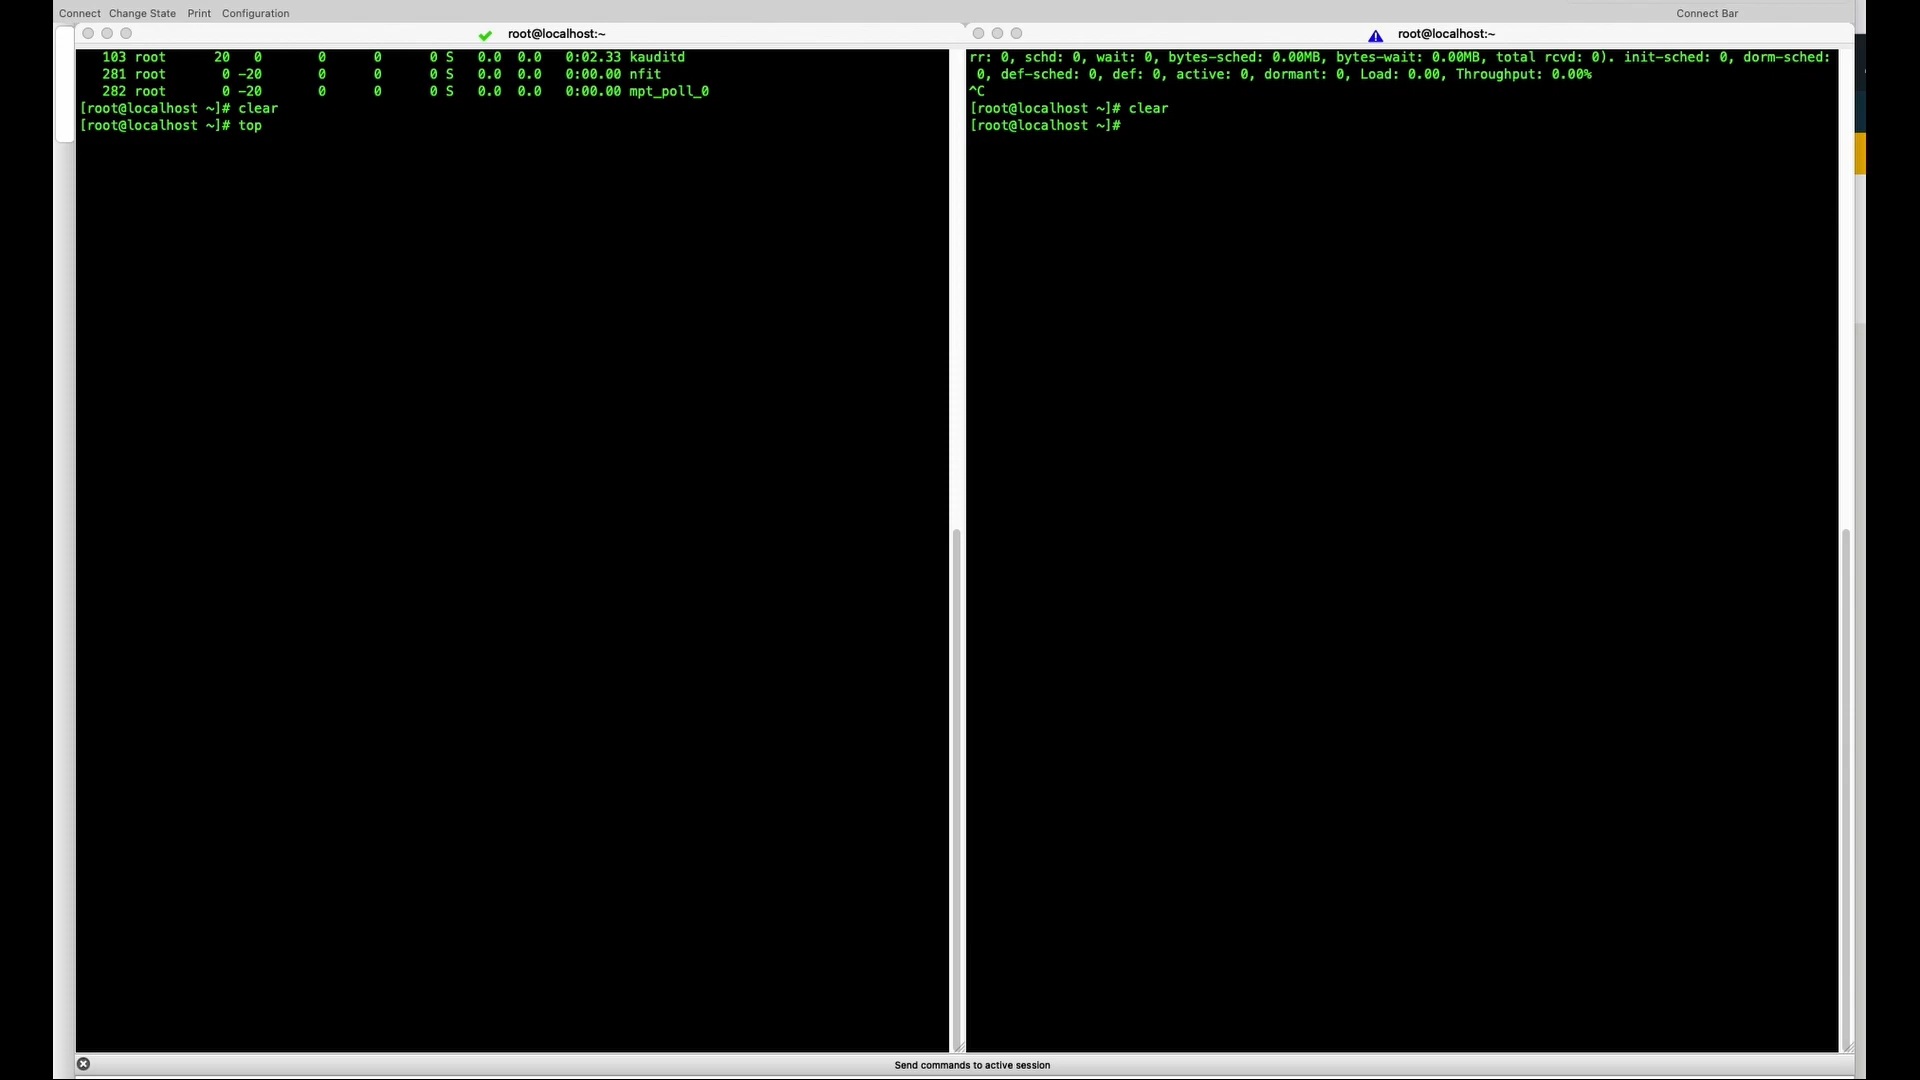 Connect Change State Print Configuration Connect Bar
root@localhost:~
103 root 20 0 0 0 0 S 0.0 0.0 0:02.33 kauditd
281 root 0 -20 0 0 0 S 0.0 0.0 0:00.00 nfit
282 root 0 -20 0 0 0 S 0.0 0.0 0:00.00 mpt_poll_0
[root@localhost ~]# clear
[root@localhost ~]# top
root@localhost:~
rr: 0, schd: 0, wait: 0, bytes-sched: 0.00MB, bytes-wait: 0.00MB, total rcvd: 0). init-sched: 0, dorm-sched:
0, def-sched: 0, def: 0, active: 0, dormant: 0, Load: 0.00, Throughput: 0.00%
^C
[root@localhost ~]# clear
[root@localhost ~]#
Send commands to active session